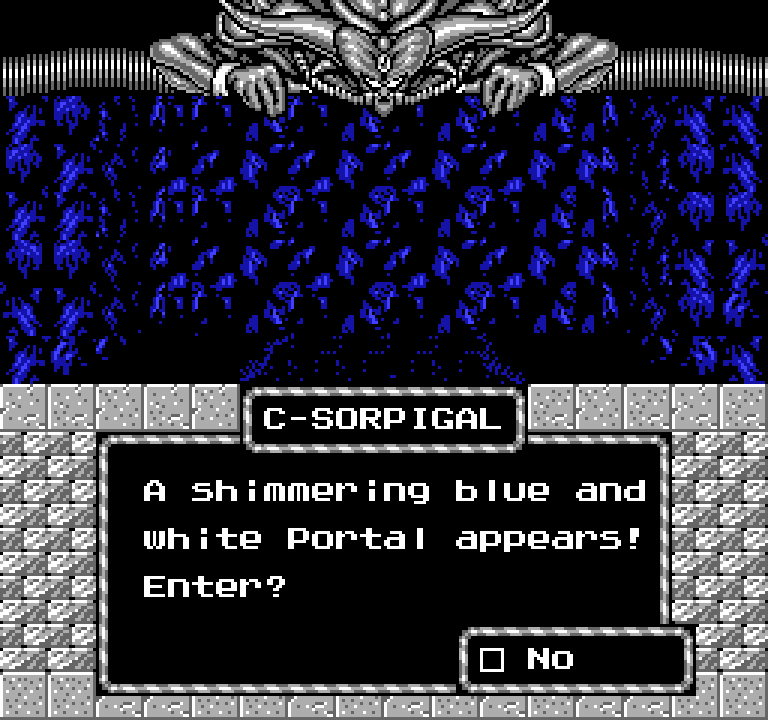 C-SORPIGAL
A shimmering blue and
white Portal appears!
Enter?
No